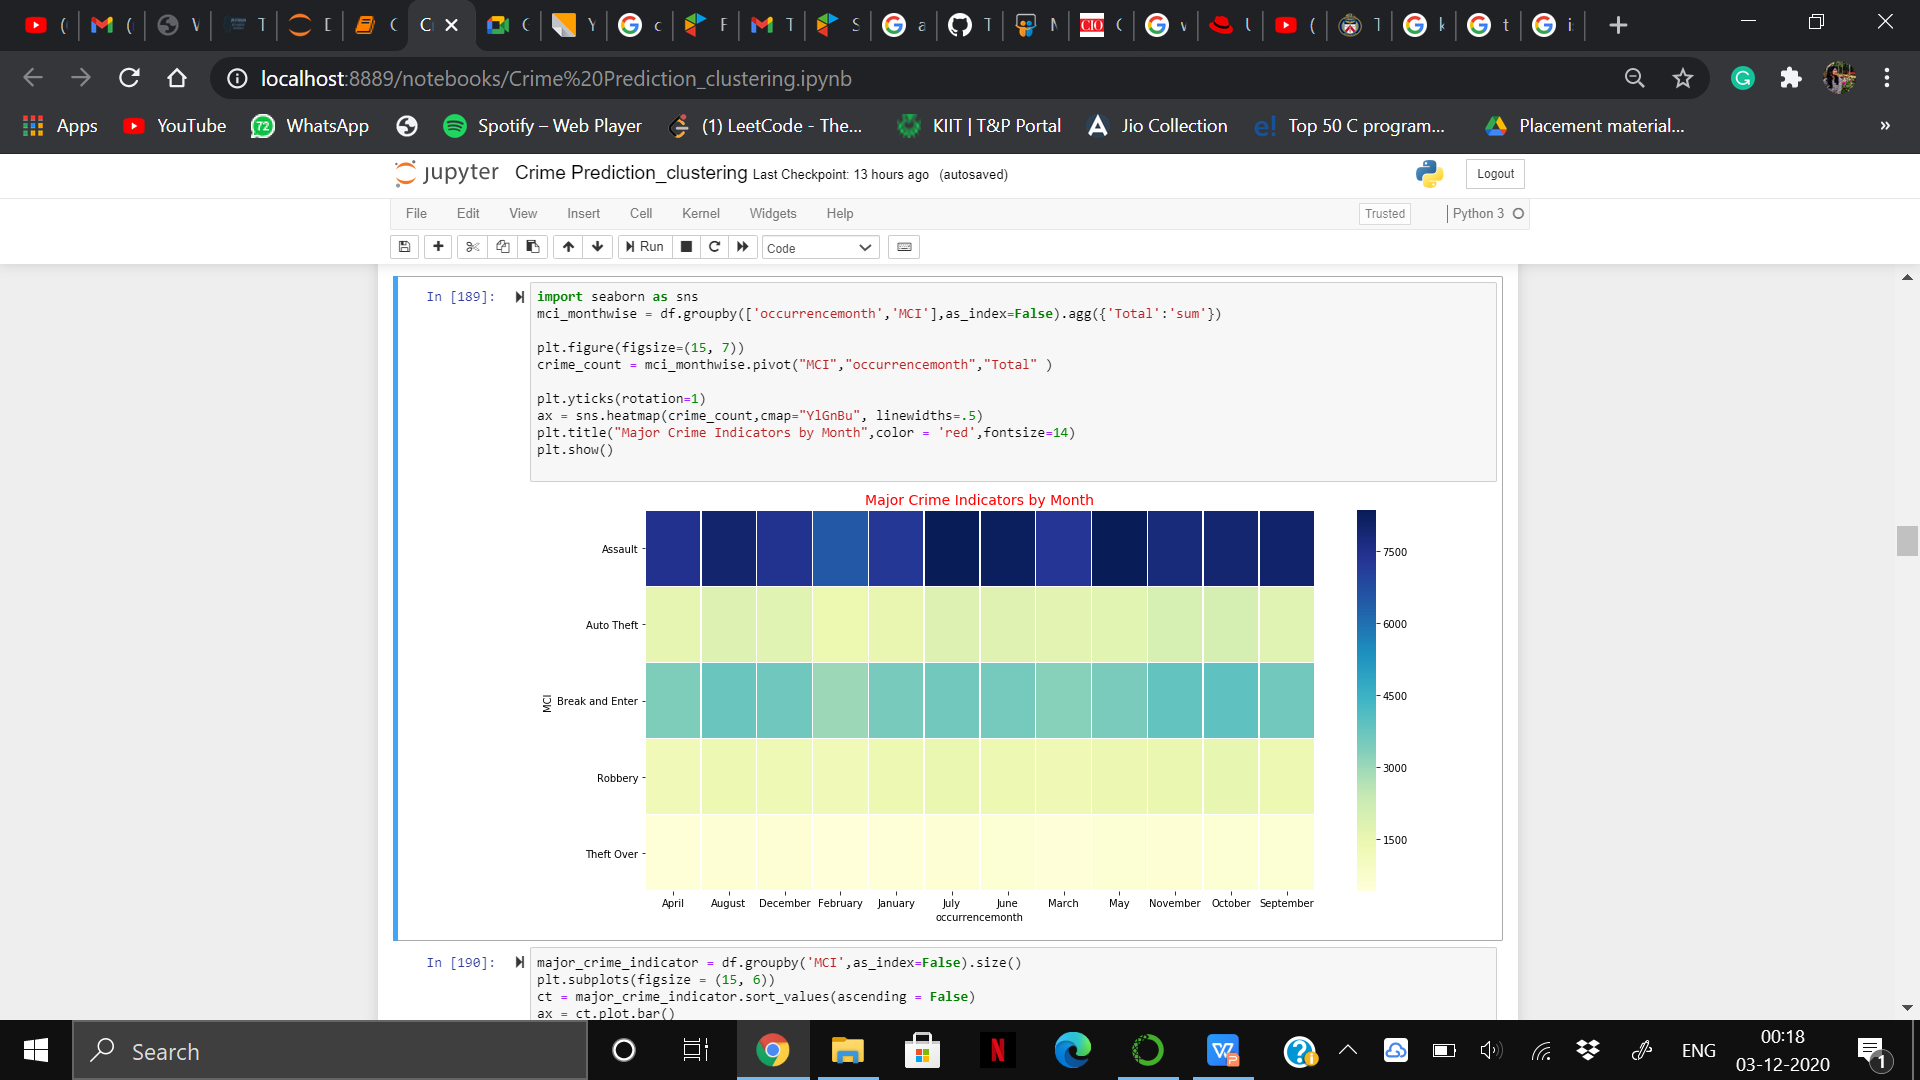 localhost:8889/notebooks/Crime%20Prediction_clustering.ipynb
Apps YouTube WhatsApp Spotify – Web Player (1) LeetCode - The... KIIT | T&P Portal Jio Collection Top 50 C program... Placement material... »
jupyter Crime Prediction_clustering Last Checkpoint: 13 hours ago (autosaved) Logout
File Edit View Insert Cell Kernel Widgets Help Trusted Python 3
Run Code
In [189]:
import seaborn as sns
mci_monthwise = df.groupby(['occurrencemonth','MCI'],as_index=False).agg({'Total':'sum'})
plt.figure(figsize=(15, 7))
crime_count = mci_monthwise.pivot("MCI","occurrencemonth","Total" )
plt.yticks(rotation=1)
ax = sns.heatmap(crime_count,cmap="YlGnBu", linewidths=.5)
plt.title("Major Crime Indicators by Month",color = 'red',fontsize=14)
plt.show()
Major Crime Indicators by Month
Assault
Auto Theft
Break and Enter
Robbery
Theft Over
MCI
7500
6000
4500
3000
1500
April August December February January July June March May November October September
occurrencemonth
In [190]:
major_crime_indicator = df.groupby('MCI',as_index=False).size()
plt.subplots(figsize = (15, 6))
ct = major_crime_indicator.sort_values(ascending = False)
ax = ct.plot.bar()
Search
ENG
00:18
03-12-2020
1